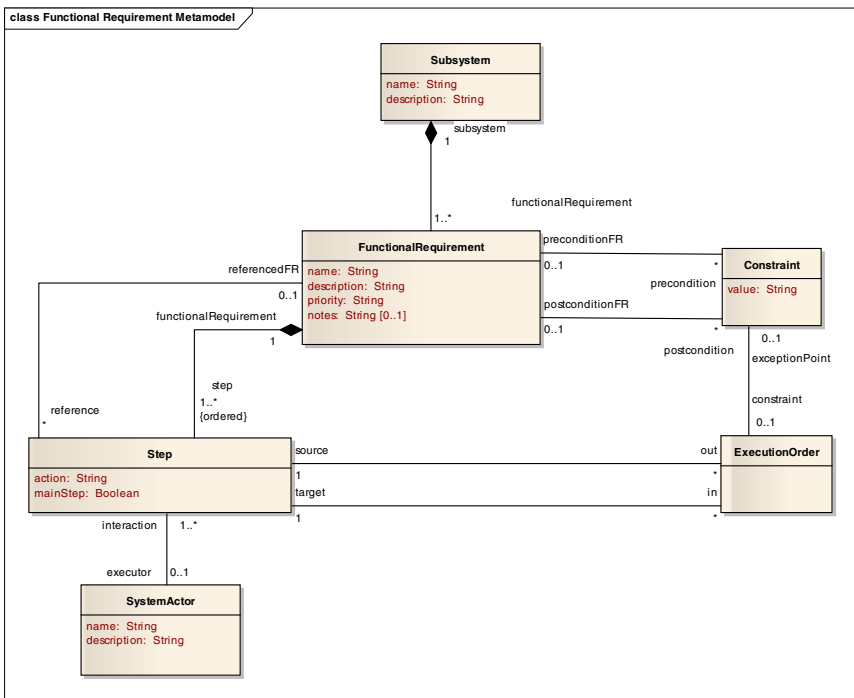 class Functional Requirement Metamodel
Subsystem
name: String
description: String
subsystem
1
1..*
functionalRequirement
FunctionalRequirement
name: String
description: String
priority: String
notes: String [0..1]
preconditionFR
0..1
*
precondition
Constraint
value: String
postconditionFR
0..1
*
postcondition
referencedFR
0..1
functionalRequirement
1
0..1
exceptionPoint
step
1..*
{ordered}
reference
*
constraint
0..1
Step
action: String
mainStep: Boolean
source
1
out
*
target
1
in
*
ExecutionOrder
interaction
1..*
executor
0..1
SystemActor
name: String
description: String